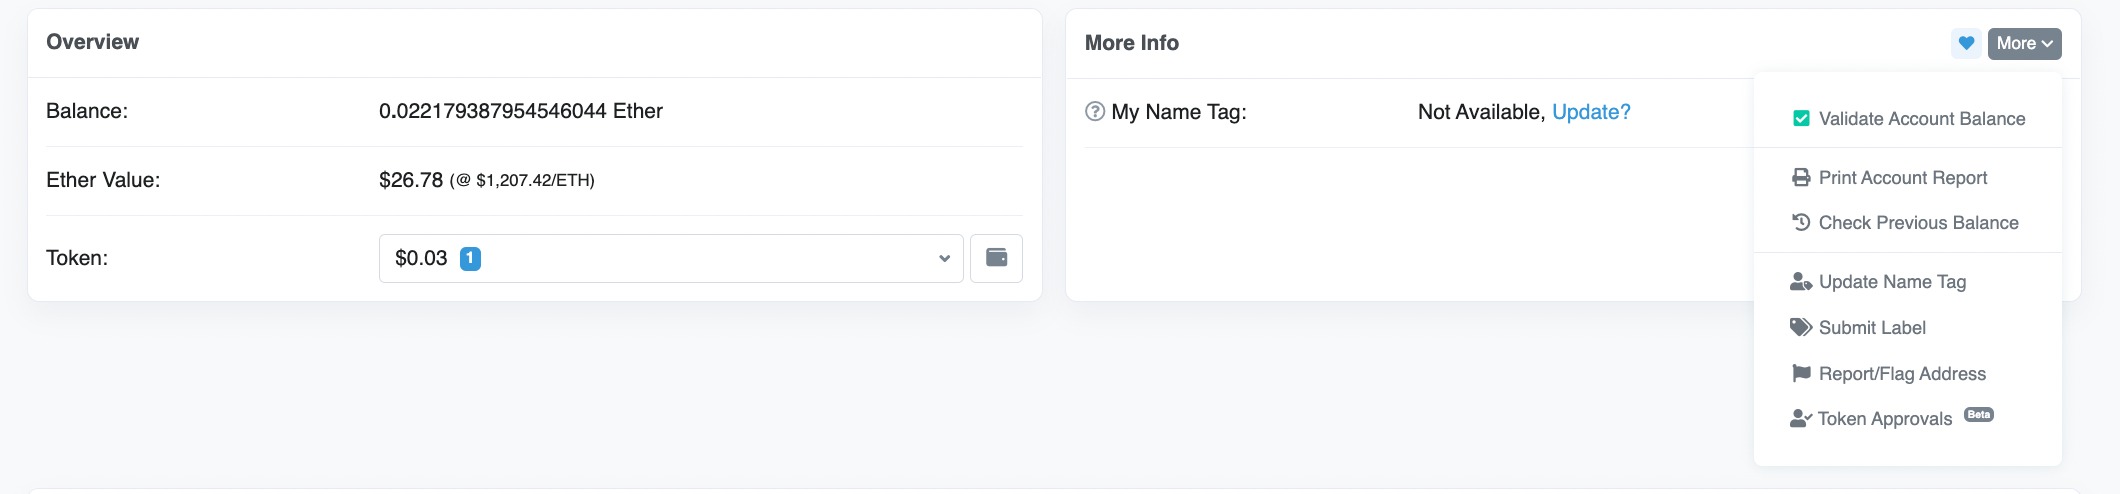 Overview
Balance: 0.022179387954546044 Ether
Ether Value: $26.78 (@ $1,207.42/ETH)
Token: $0.03 1
More Info
More
My Name Tag: Not Available, Update?
Validate Account Balance
Print Account Report
Check Previous Balance
Update Name Tag
Submit Label
Report/Flag Address
Token Approvals Beta